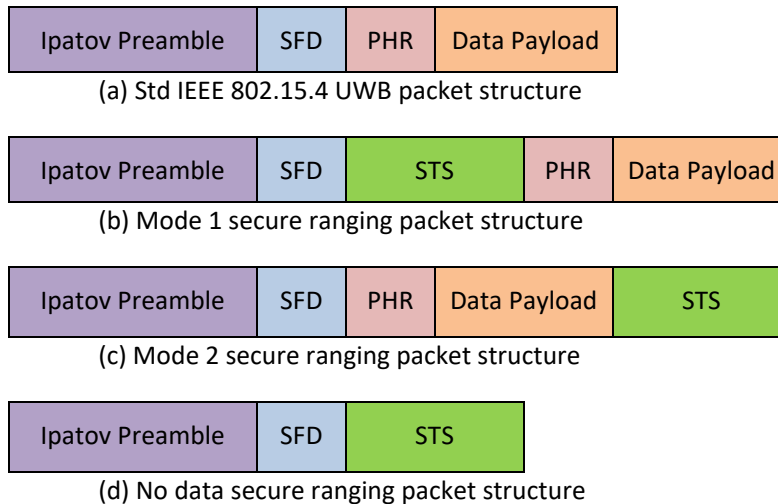 Ipatov Preamble SFD PHR Data Payload
(a) Std IEEE 802.15.4 UWB packet structure
Ipatov Preamble SFD STS PHR Data Payload
(b) Mode 1 secure ranging packet structure
Ipatov Preamble SFD PHR Data Payload STS
(c) Mode 2 secure ranging packet structure
Ipatov Preamble SFD STS
(d) No data secure ranging packet structure